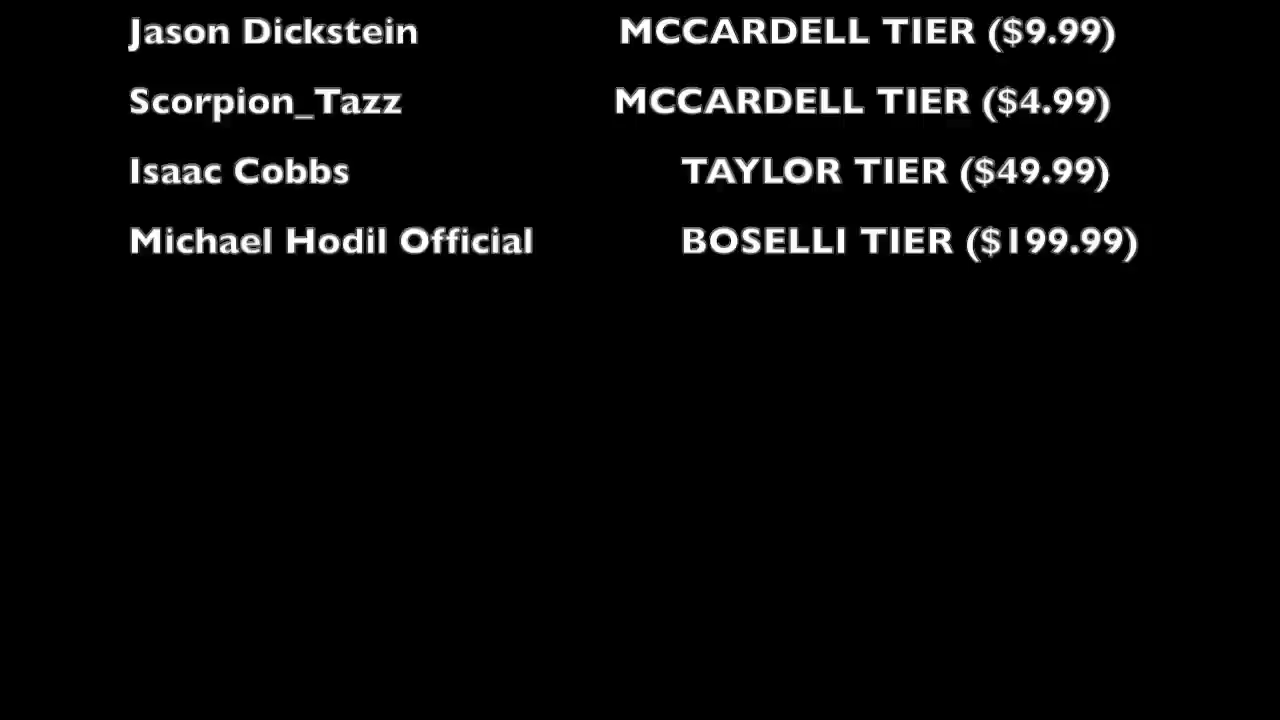 Jason Dickstein MCCARDELL TIER ($9.99)
Scorpion_Tazz MCCARDELL TIER ($4.99)
Isaac Cobbs TAYLOR TIER ($49.99)
Michael Hodil Official BOSELLI TIER ($199.99)